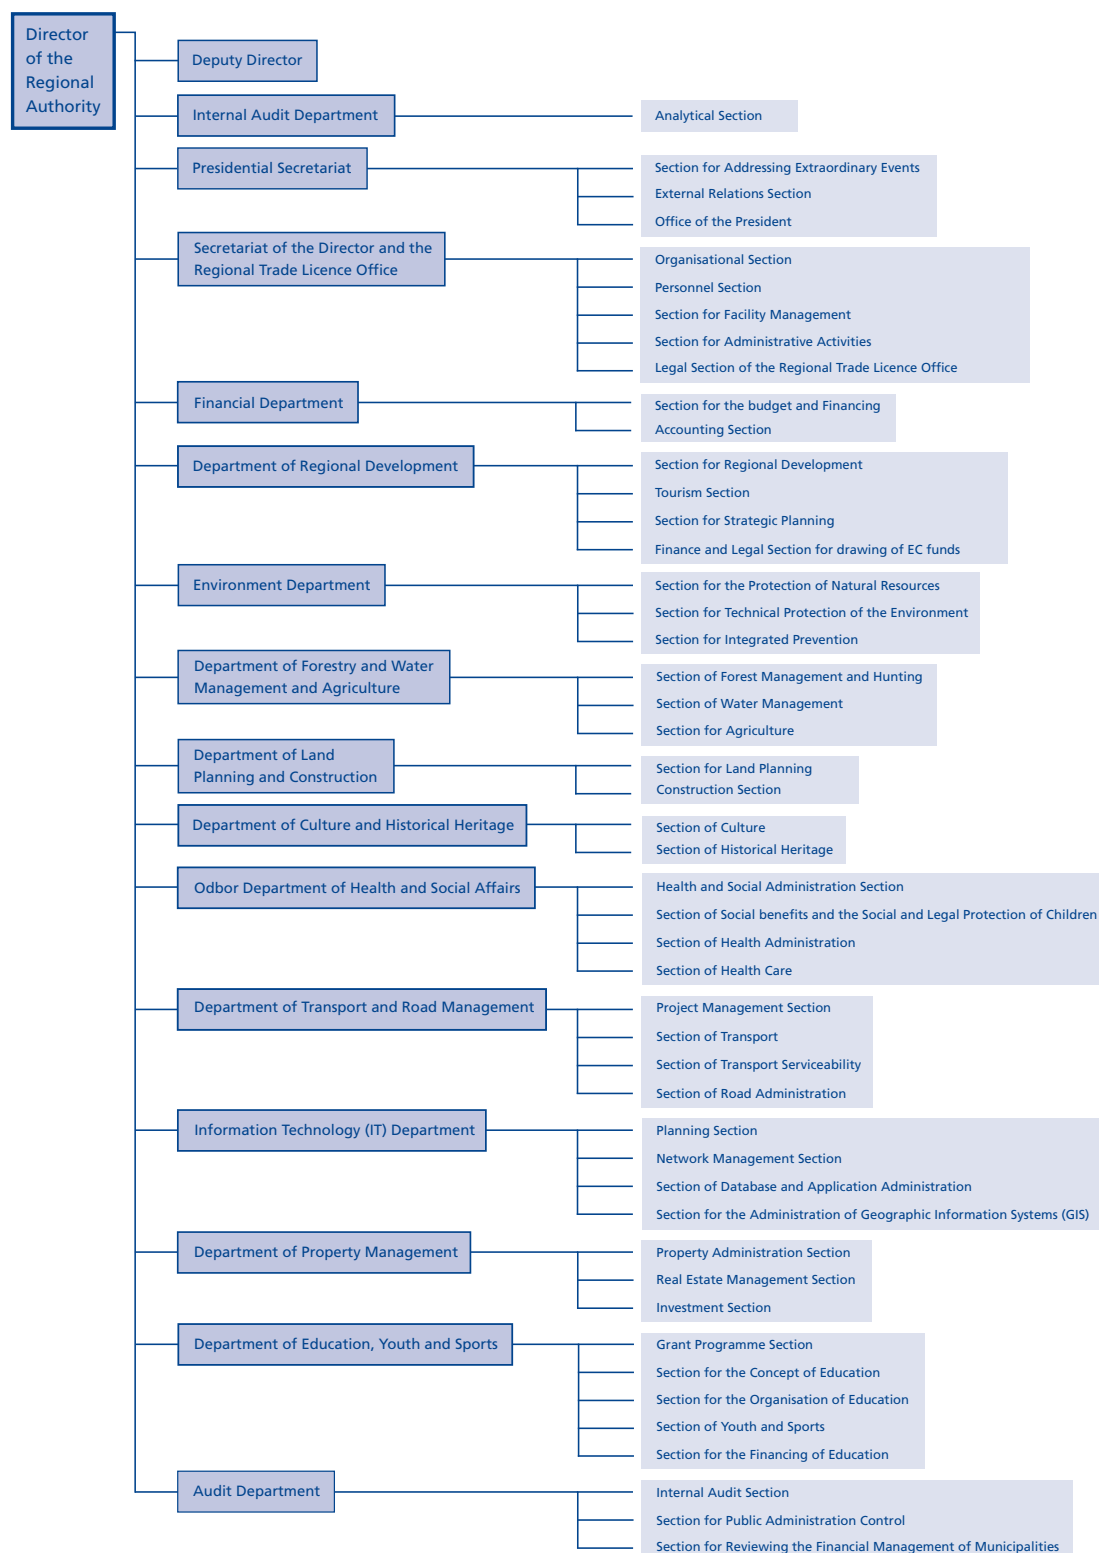 Director
of the
Regional
Authority
Deputy Director
Internal Audit Department
Analytical Section
Presidential Secretariat
Section for Addressing Extraordinary Events
External Relations Section
Office of the President
Secretariat of the Director and the
Regional Trade Licence Office
Organisational Section
Personnel Section
Section for Facility Management
Section for Administrative Activities
Legal Section of the Regional Trade Licence Office
Financial Department
Section for the budget and Financing
Accounting Section
Department of Regional Development
Section for Regional Development
Tourism Section
Section for Strategic Planning
Finance and Legal Section for drawing of EC funds
Environment Department
Section for the Protection of Natural Resources
Section for Technical Protection of the Environment
Section for Integrated Prevention
Department of Forestry and Water
Management and Agriculture
Section of Forest Management and Hunting
Section of Water Management
Section for Agriculture
Department of Land
Planning and Construction
Section for Land Planning
Construction Section
Department of Culture and Historical Heritage
Section of Culture
Section of Historical Heritage
Odbor Department of Health and Social Affairs
Health and Social Administration Section
Section of Social benefits and the Social and Legal Protection of Children
Section of Health Administration
Section of Health Care
Department of Transport and Road Management
Project Management Section
Section of Transport
Section of Transport Serviceability
Section of Road Administration
Information Technology (IT) Department
Planning Section
Network Management Section
Section of Database and Application Administration
Section for the Administration of Geographic Information Systems (GIS)
Department of Property Management
Property Administration Section
Real Estate Management Section
Investment Section
Department of Education, Youth and Sports
Grant Programme Section
Section for the Concept of Education
Section for the Organisation of Education
Section of Youth and Sports
Section for the Financing of Education
Audit Department
Internal Audit Section
Section for Public Administration Control
Section for Reviewing the Financial Management of Municipalities